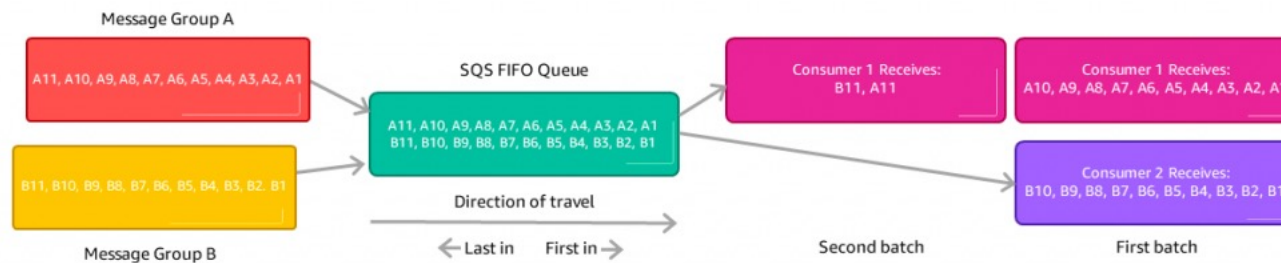 Message Group A
A11, A10, A9, A8, A7, A6, A5, A4, A3, A2, A1
B11, B10, B9, B8, B7, B6, B5, B4, B3, B2. B1
Message Group B
SQS FIFO Queue
A11, A10, A9, A8, A7, A6, A5, A4, A3, A2, A1
B11, B10, B9, B8, B7, B6, B5, B4, B3, B2, B1
Direction of travel
Last in First in
Consumer 1 Receives:
B11, A11
Second batch
Consumer 1 Receives:
A10, A9, A8, A7, A6, A5, A4, A3, A2, A1
Consumer 2 Receives:
B10, B9, B8, B7, B6, B5, B4, B3, B2, B1
First batch